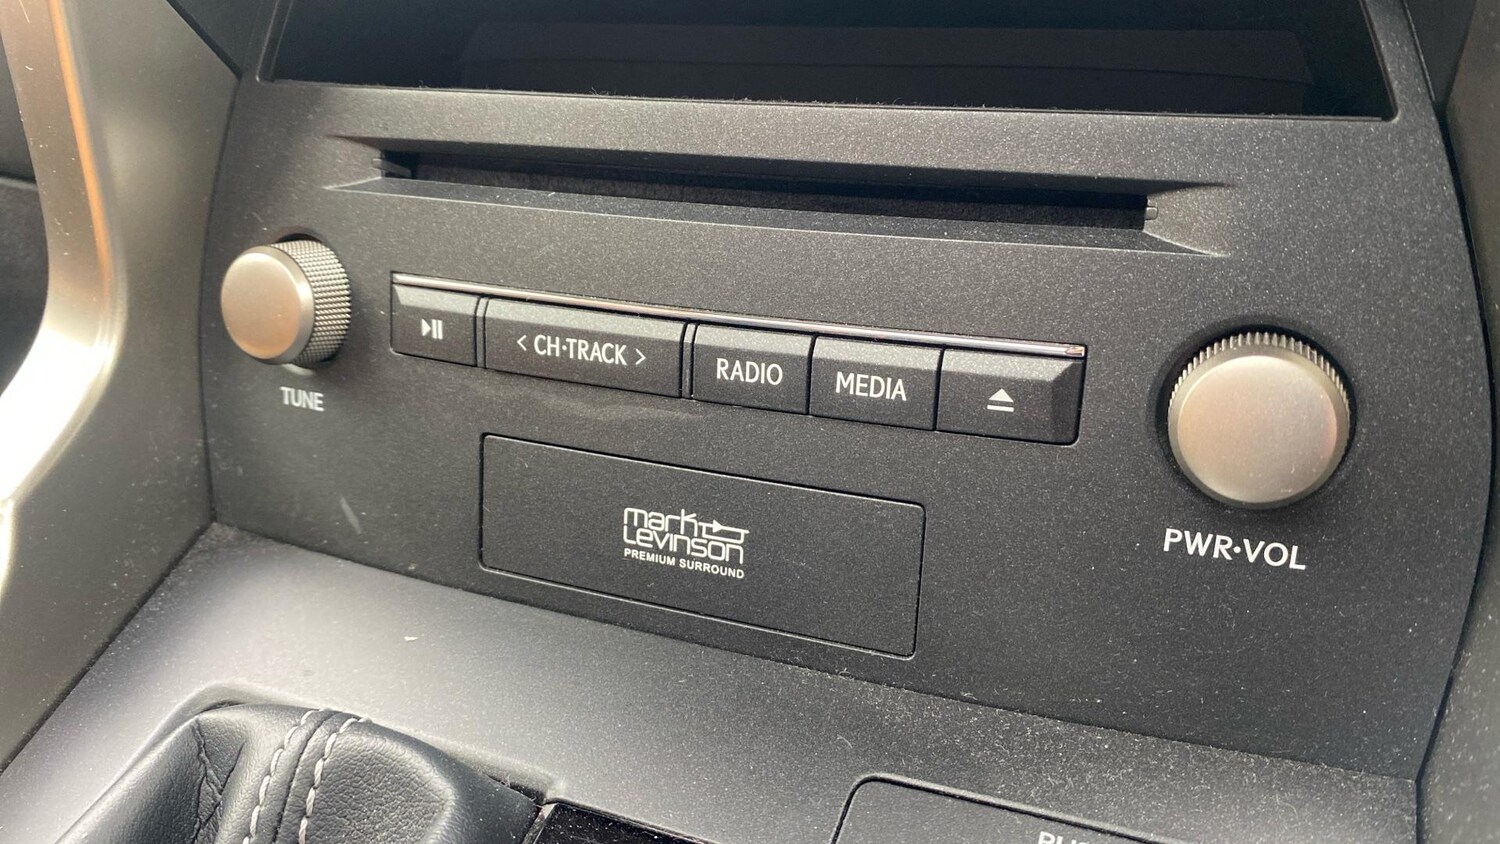 < CH·TRACK >
RADIO
MEDIA
TUNE
mark
Levinson
PREMIUM SURROUND
PWR·VOL